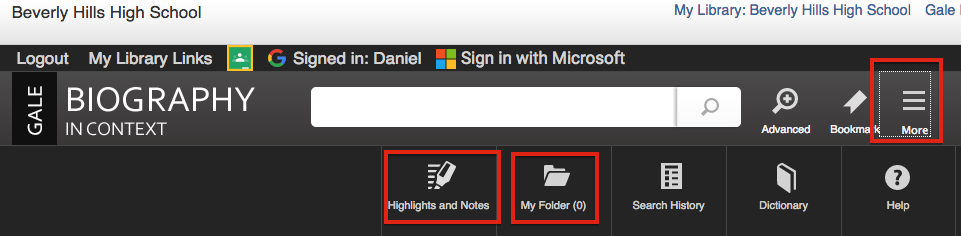 Beverly Hills High School
My Library: Beverly Hills High School Gale
Logout My Library Links Signed in: Daniel Sign in with Microsoft
GALE
BIOGRAPHY
IN CONTEXT
Advanced Bookmark More
Highlights and Notes My Folder (0) Search History Dictionary Help